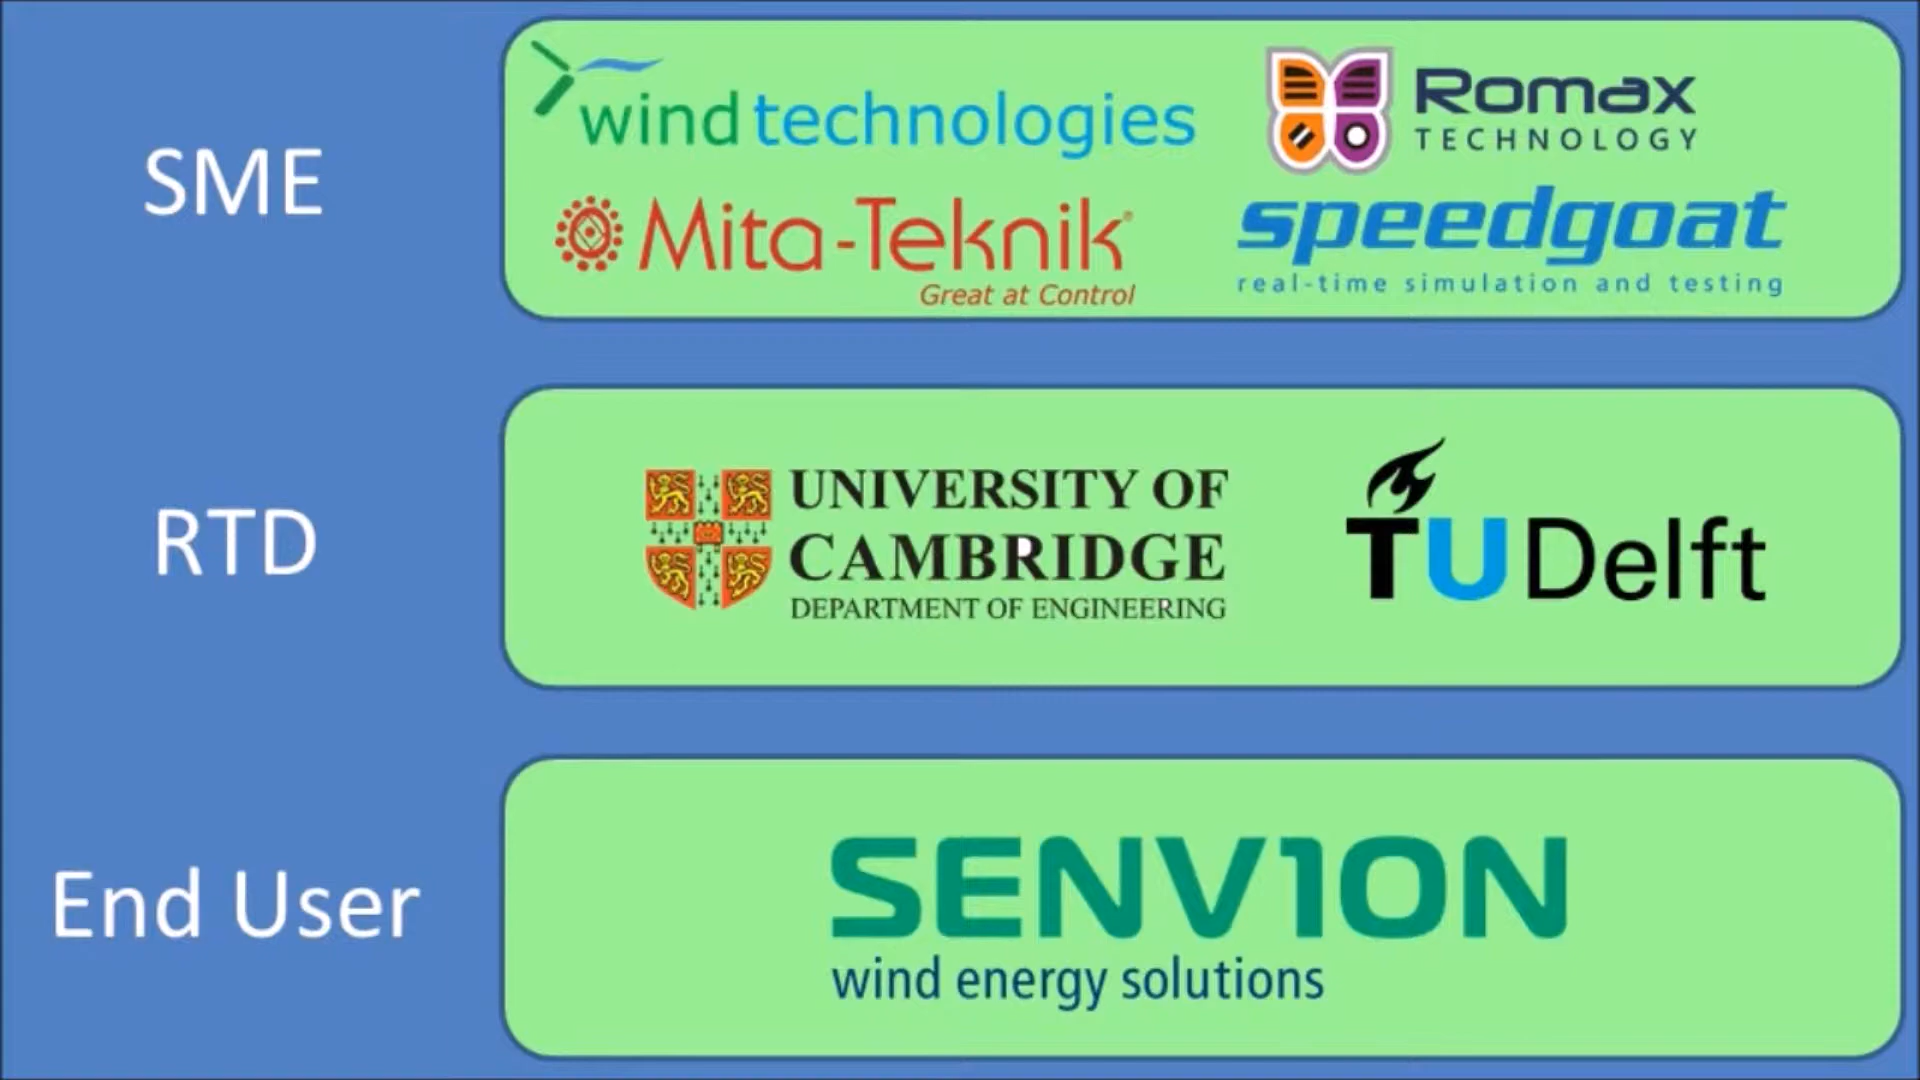 SME
wind technologies
Romax
TECHNOLOGY
Mita-Teknik®
Great at Control
speedgoat
real-time simulation and testing
RTD
UNIVERSITY OF
CAMBRIDGE
DEPARTMENT OF ENGINEERING
TU Delft
End User
SENV1ON
wind energy solutions